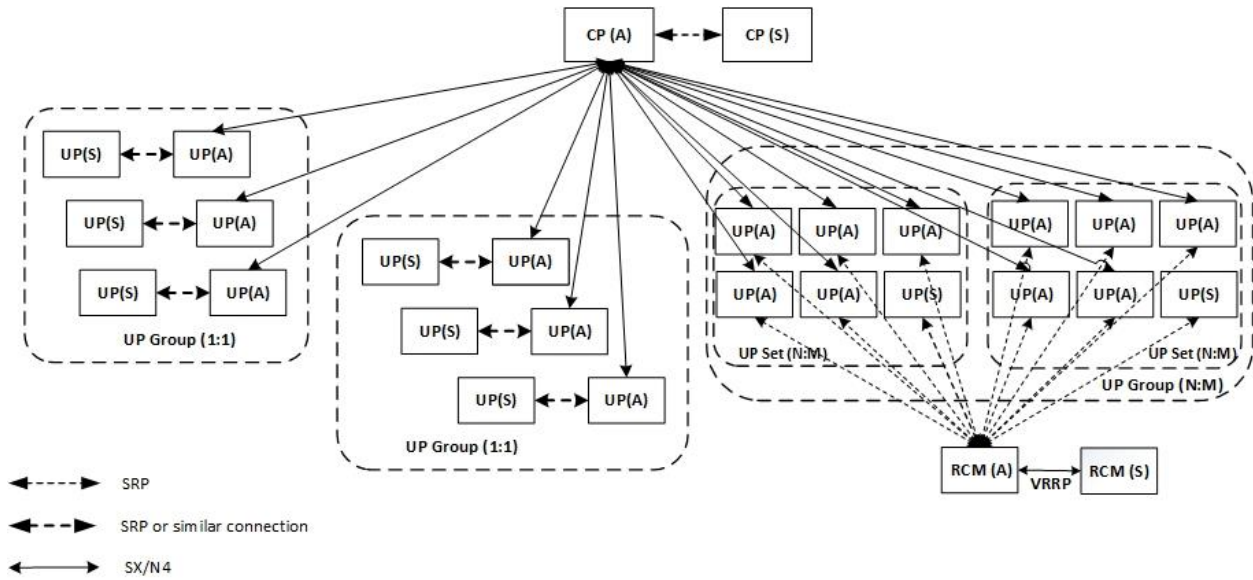 CP (A)
CP (S)
UP(S)
UP(A)
UP(S)
UP(A)
UP(S)
UP(A)
UP Group (1:1)
UP(S)
UP(A)
UP(S)
UP(A)
UP(S)
UP(A)
UP Group (1:1)
UP(A)
UP(A)
UP(A)
UP(A)
UP(A)
UP(S)
UP Set (N:M)
UP(A)
UP(A)
UP(A)
UP(A)
UP(A)
UP(S)
UP Set (N:M)
UP Group (N:M)
RCM (A)
VRRP
RCM (S)
SRP
SRP or similar connection
SX/N4